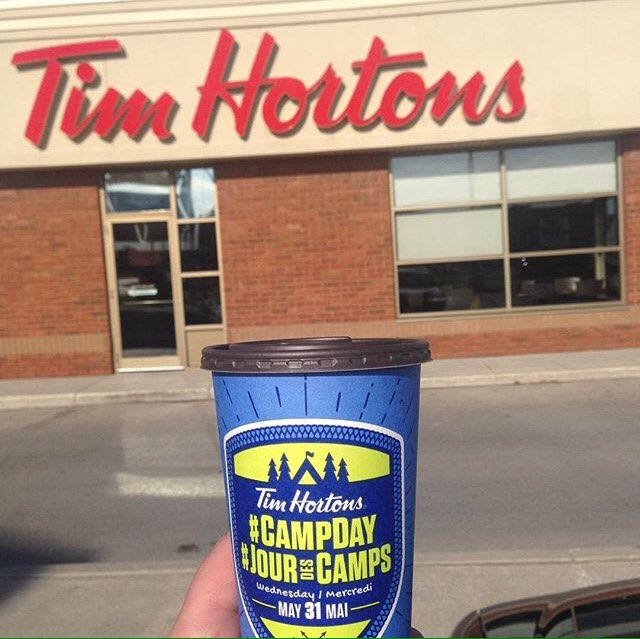 Tim Hortons
Tim Hortons
#CAMPDAY
#JOUR DES CAMPS
Wednesday / Mercredi
MAY 31 MAI